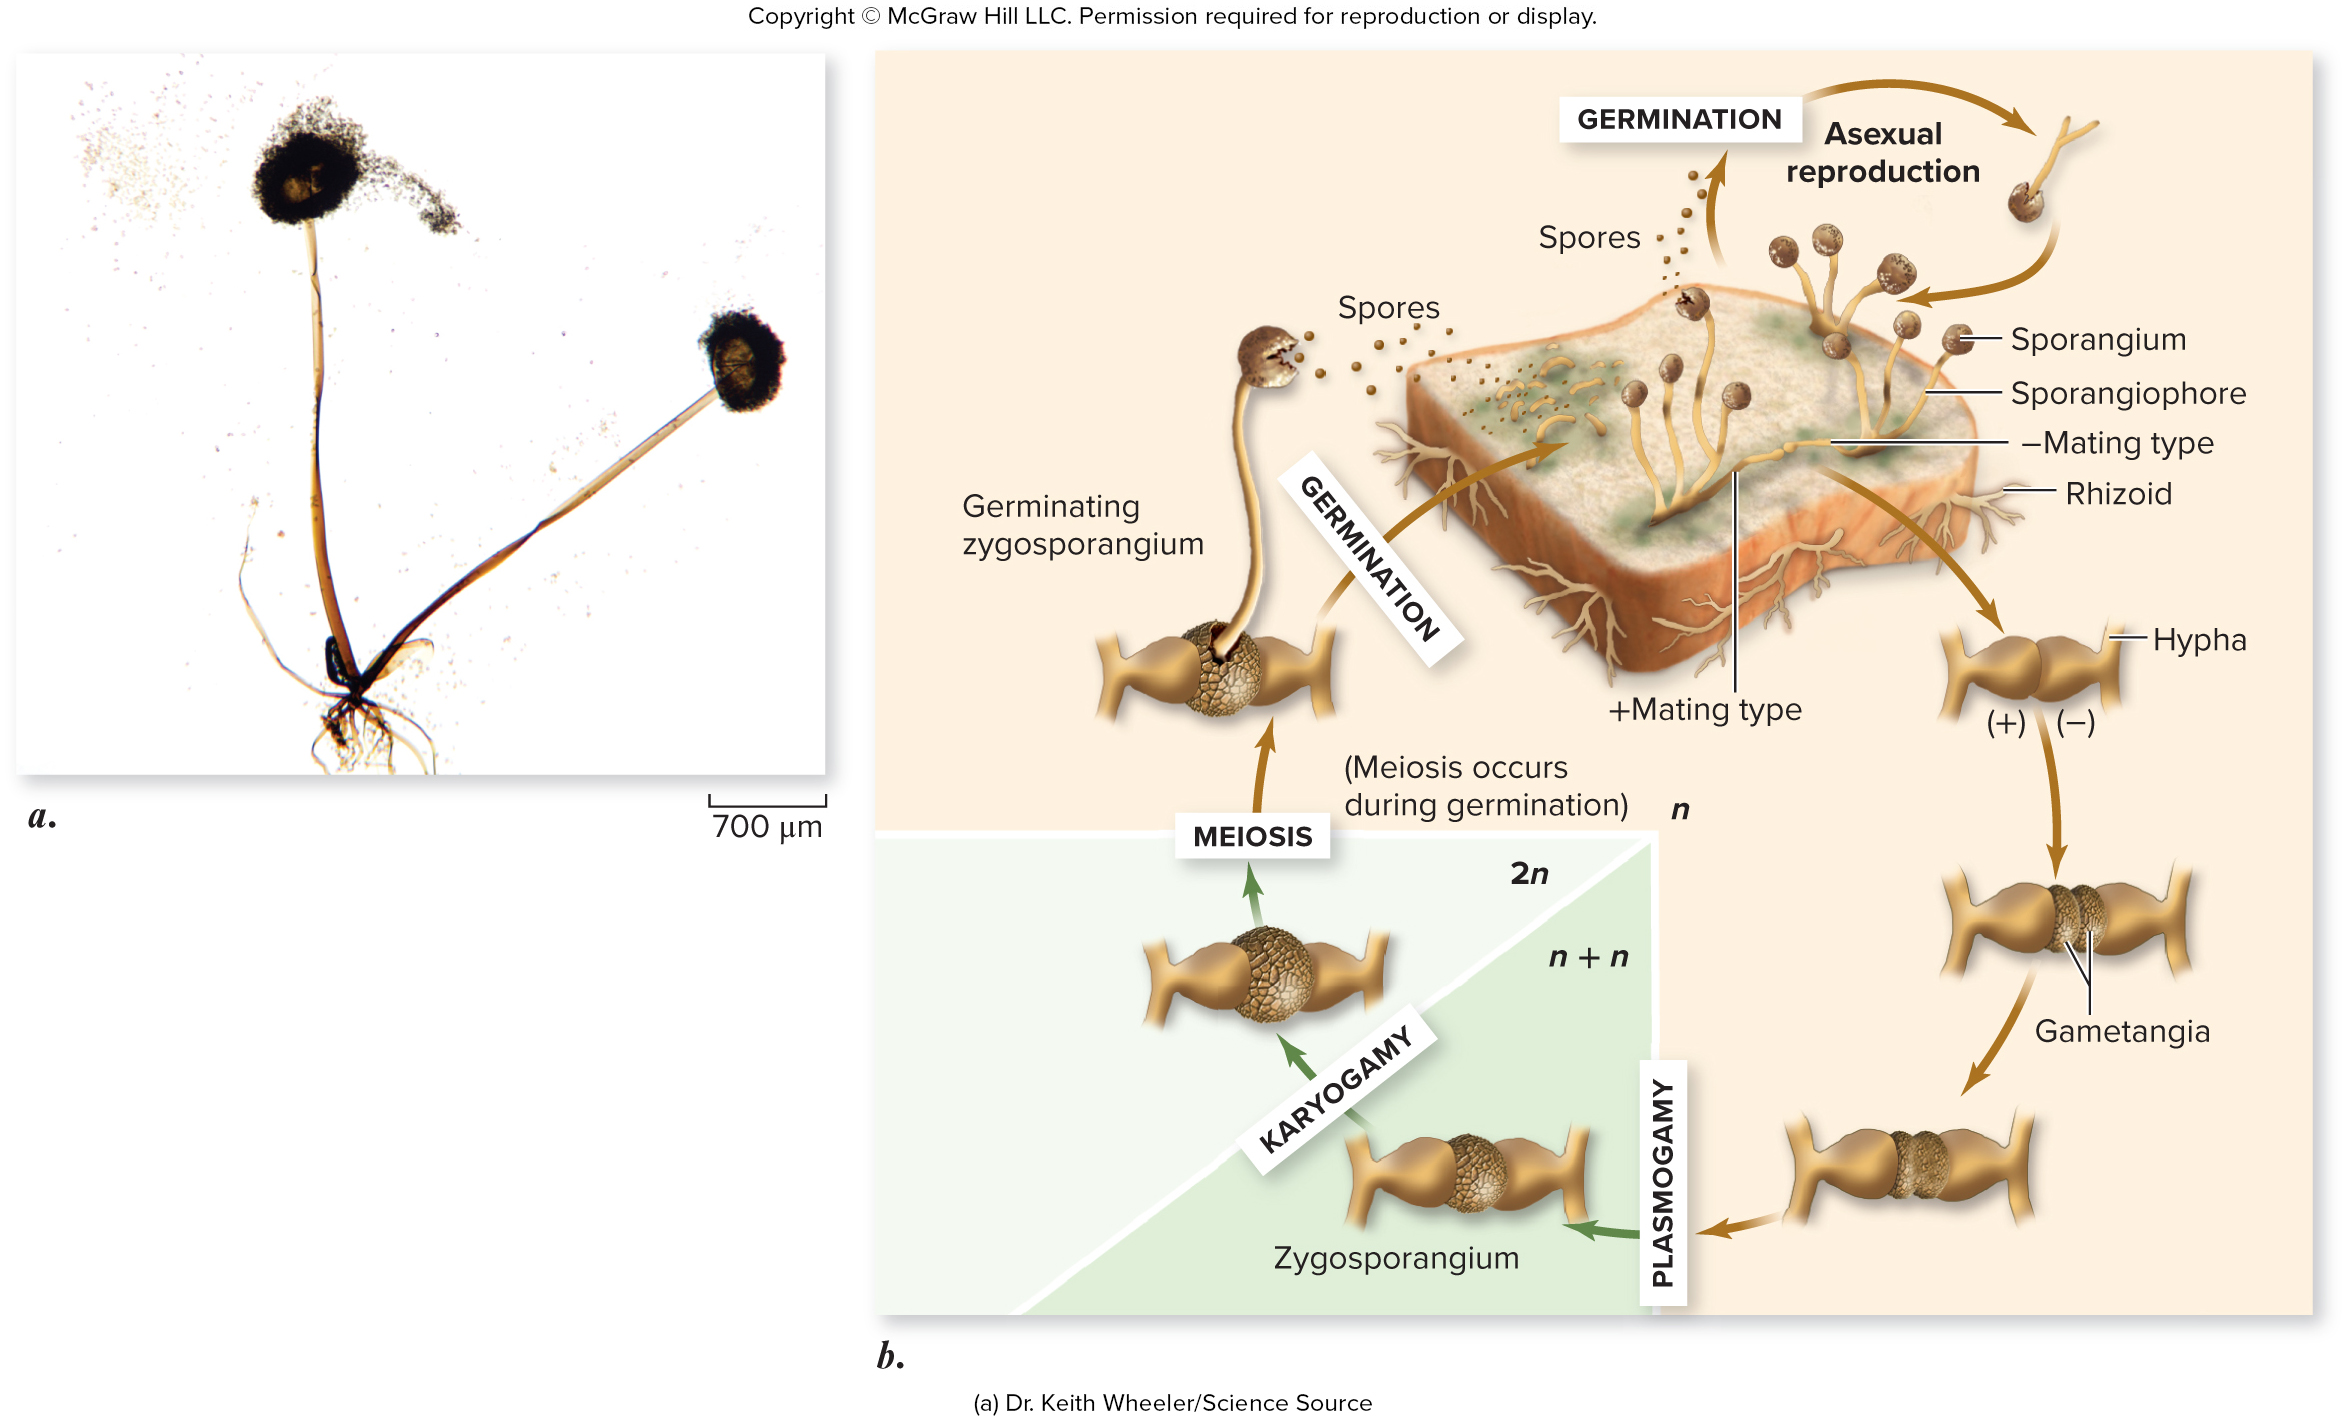 Copyright © McGraw Hill LLC. Permission required for reproduction or display.
a.
700 μm
GERMINATION
Asexual
reproduction
Spores
Spores
Sporangium
Sporangiophore
–Mating type
Rhizoid
Germinating
zygosporangium
GERMINATION
Hypha
+Mating type
(+) (–)
(Meiosis occurs
during germination)
n
MEIOSIS
2n
n + n
Gametangia
KARYOGAMY
PLASMOGAMY
Zygosporangium
b.
(a) Dr. Keith Wheeler/Science Source